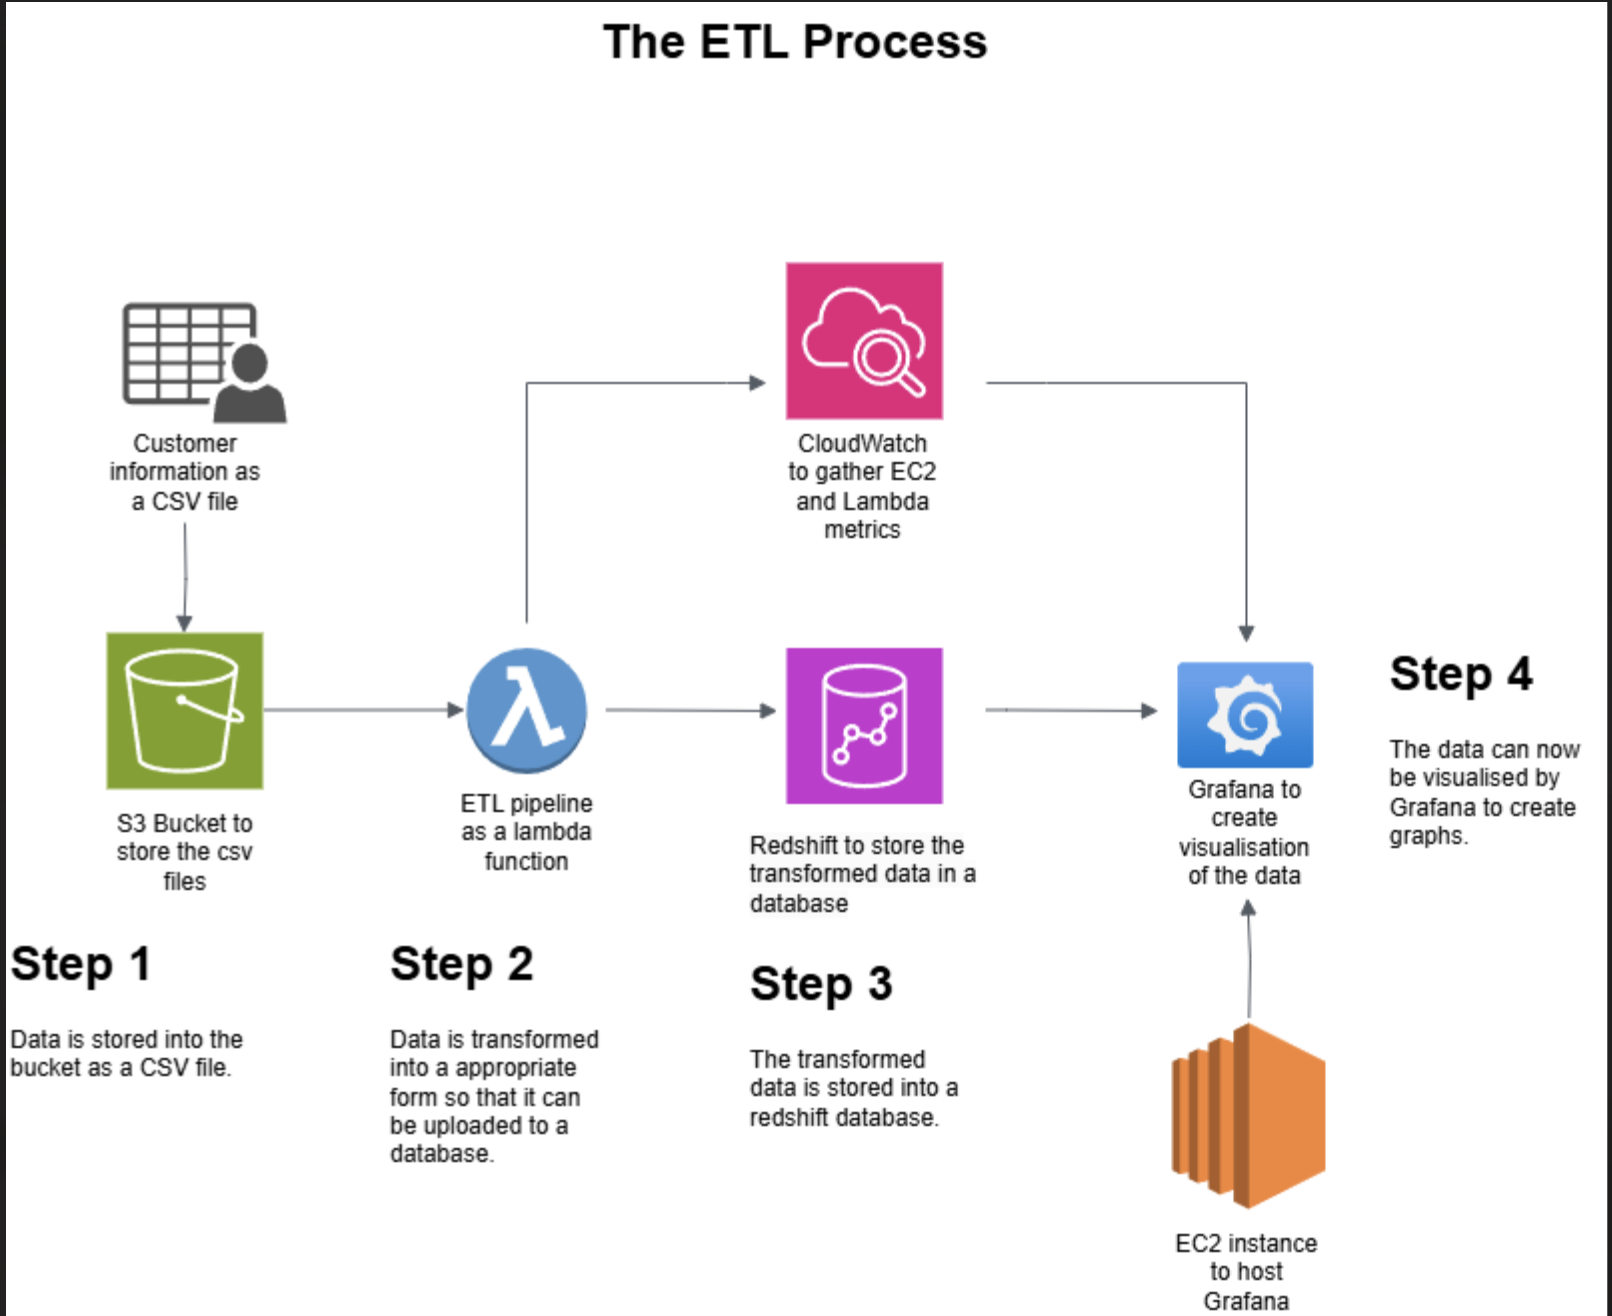 The ETL Process
Customer
information as
a CSV file
CloudWatch
to gather EC2
and Lambda
metrics
S3 Bucket to
store the csv
files
ETL pipeline
as a lambda
function
Redshift to store the
transformed data in a
database
Grafana to
create
visualisation
of the data
Step 4
The data can now
be visualised by
Grafana to create
graphs.
Step 1
Data is stored into the
bucket as a CSV file.
Step 2
Data is transformed
into a appropriate
form so that it can
be uploaded to a
database.
Step 3
The transformed
data is stored into a
redshift database.
EC2 instance
to host
Grafana